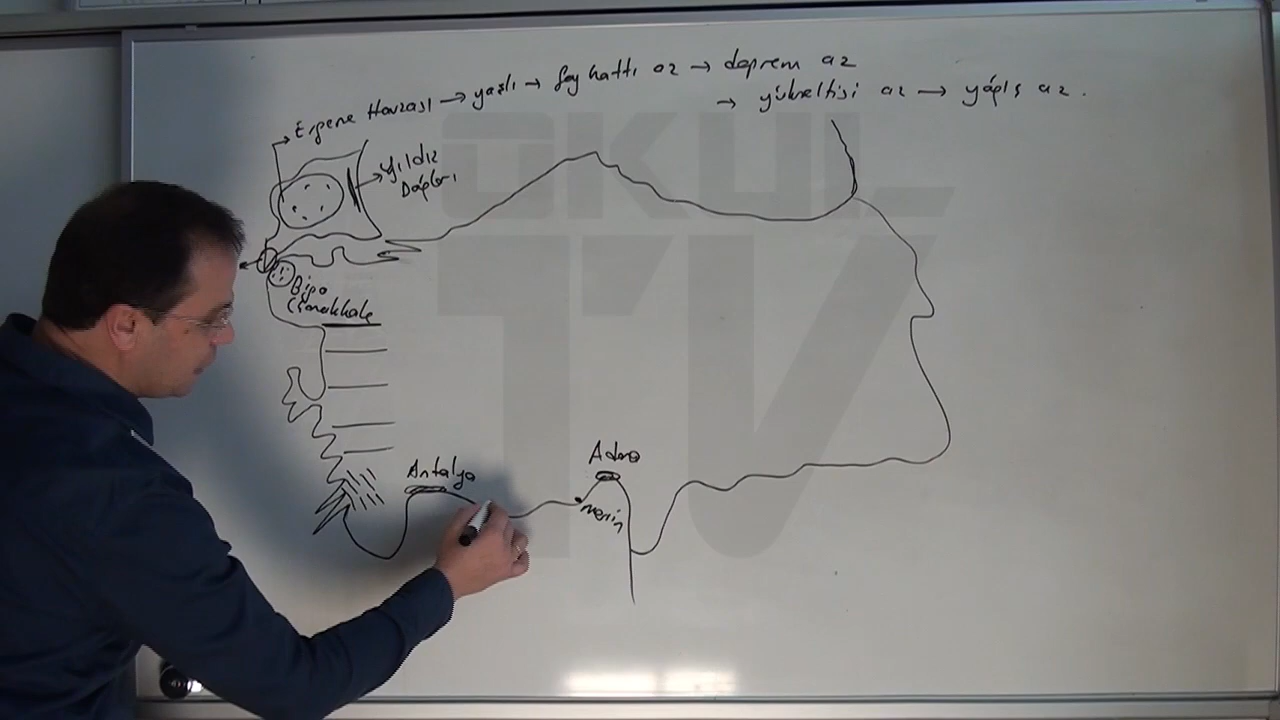 Ergene Havzası → yaşlı → fay hattı az → deprem az
→ yükseltisi az → yağış az.
Yıldız
Dağları
Biga
Çanakkale
Antalya
Adana
Mersin
OKUL
TV